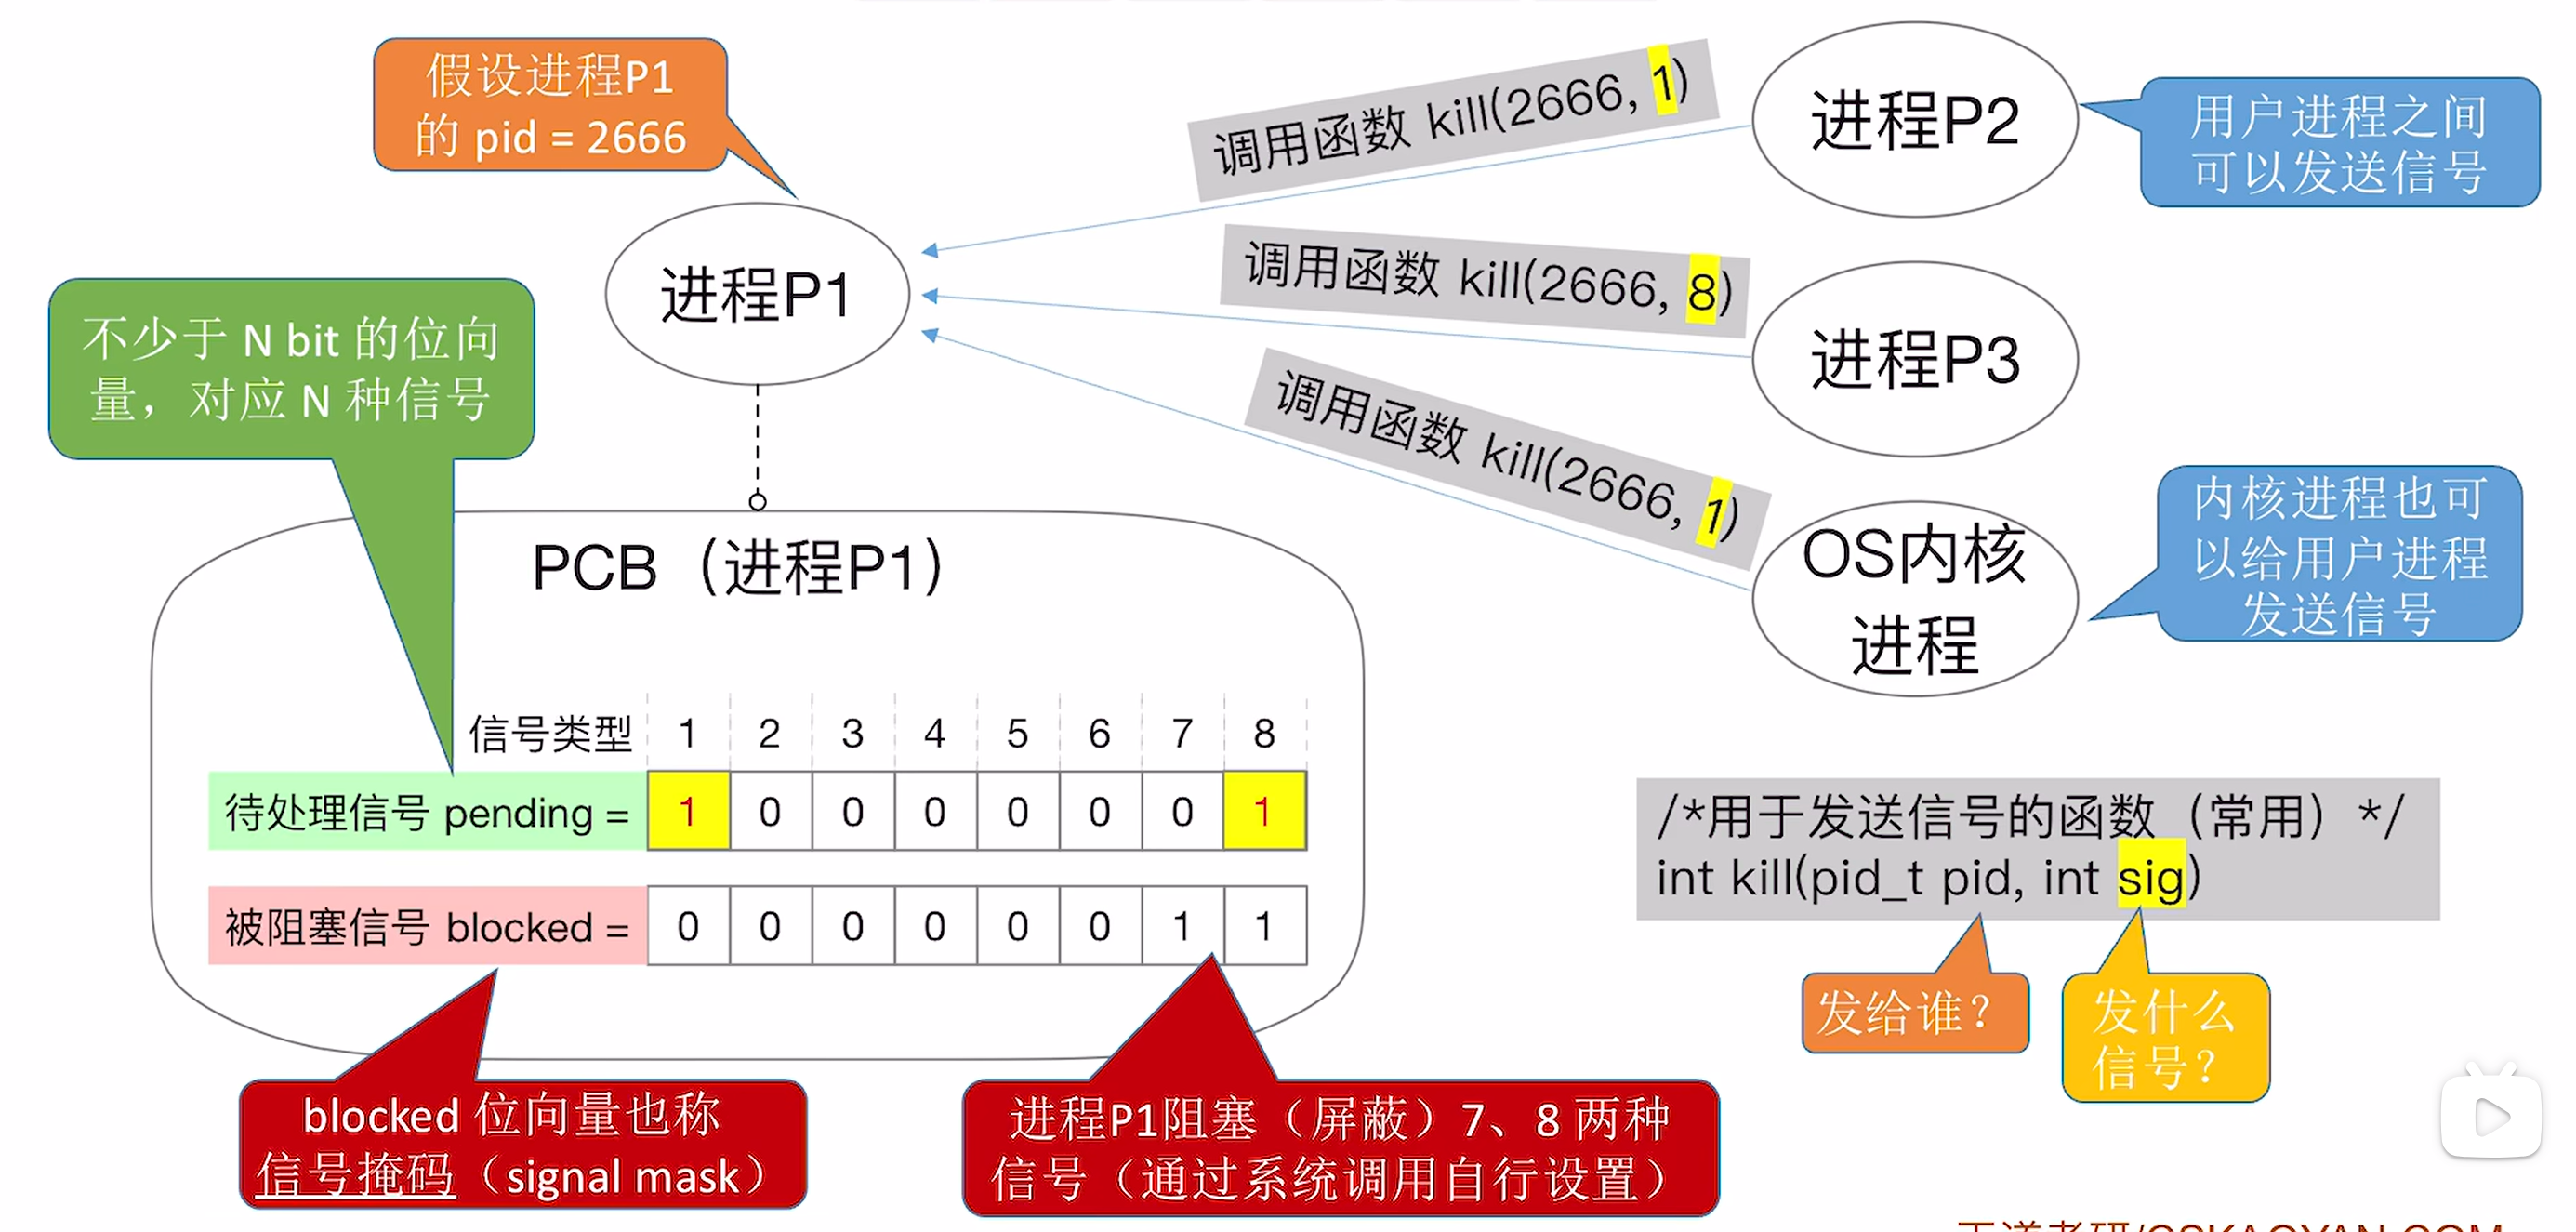 假设进程P1
的 pid = 2666
调用函数 kill(2666, 1)
进程P2
用户进程之间
可以发送信号
进程P1
调用函数 kill(2666, 8)
进程P3
不少于 N bit 的位向
量，对应 N 种信号
调用函数 kill(2666, 1)
OS内核
进程
内核进程也可
以给用户进程
发送信号
PCB（进程P1）
信号类型 1 2 3 4 5 6 7 8
待处理信号 pending = 1 0 0 0 0 0 0 1
被阻塞信号 blocked = 0 0 0 0 0 0 1 1
/*用于发送信号的函数（常用）*/
int kill(pid_t pid, int sig)
发给谁？
发什么
信号？
blocked 位向量也称
信号掩码（signal mask）
进程P1阻塞（屏蔽）7、8 两种
信号（通过系统调用自行设置）
王道考研/CSKAOYAN.COM